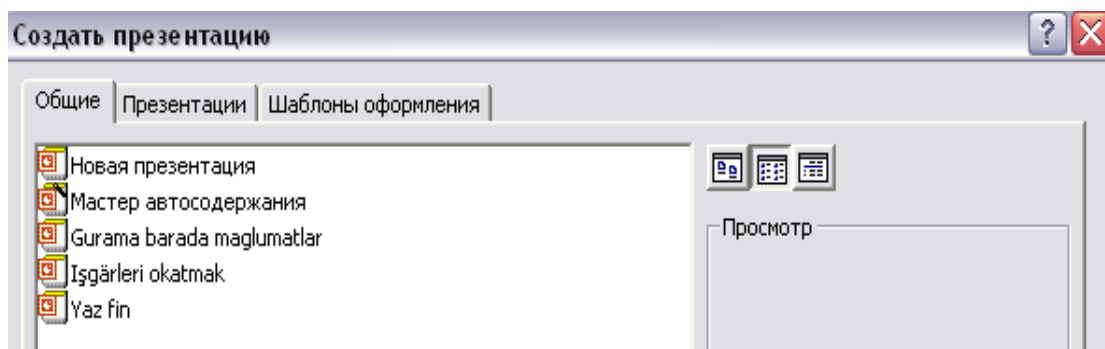 Создать презентацию
Общие Презентации Шаблоны оформления
Новая презентация
Мастер автосодержания
Gurama barada maglumatlar
Işgärleri okatmak
Yaz fin
Просмотр